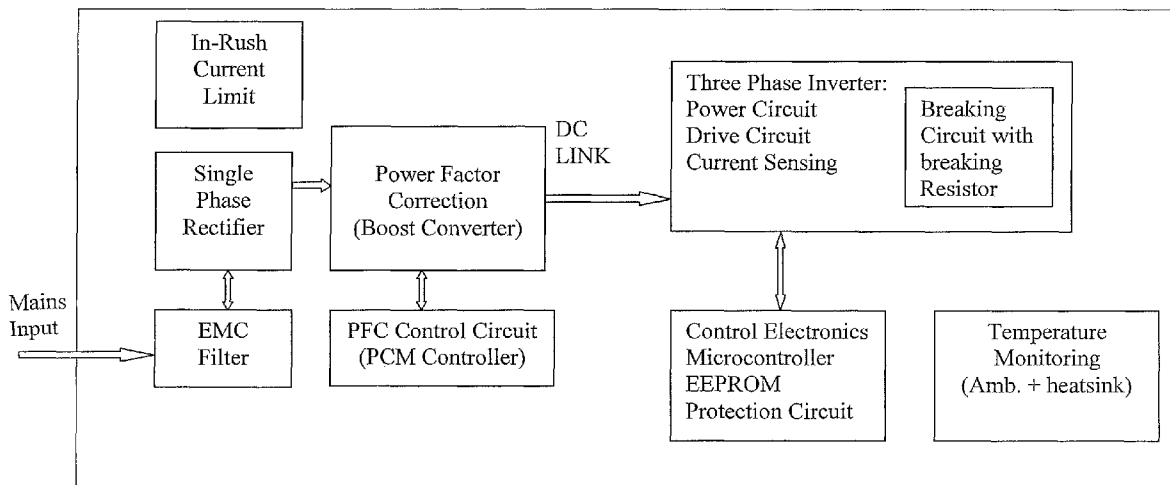 In-Rush
Current
Limit
Single
Phase
Rectifier
Power Factor
Correction
(Boost Converter)
DC
LINK
Three Phase Inverter:
Power Circuit
Drive Circuit
Current Sensing
Breaking
Circuit with
breaking
Resistor
Mains
Input
EMC
Filter
PFC Control Circuit
(PCM Controller)
Control Electronics
Microcontroller
EEPROM
Protection Circuit
Temperature
Monitoring
(Amb. + heatsink)